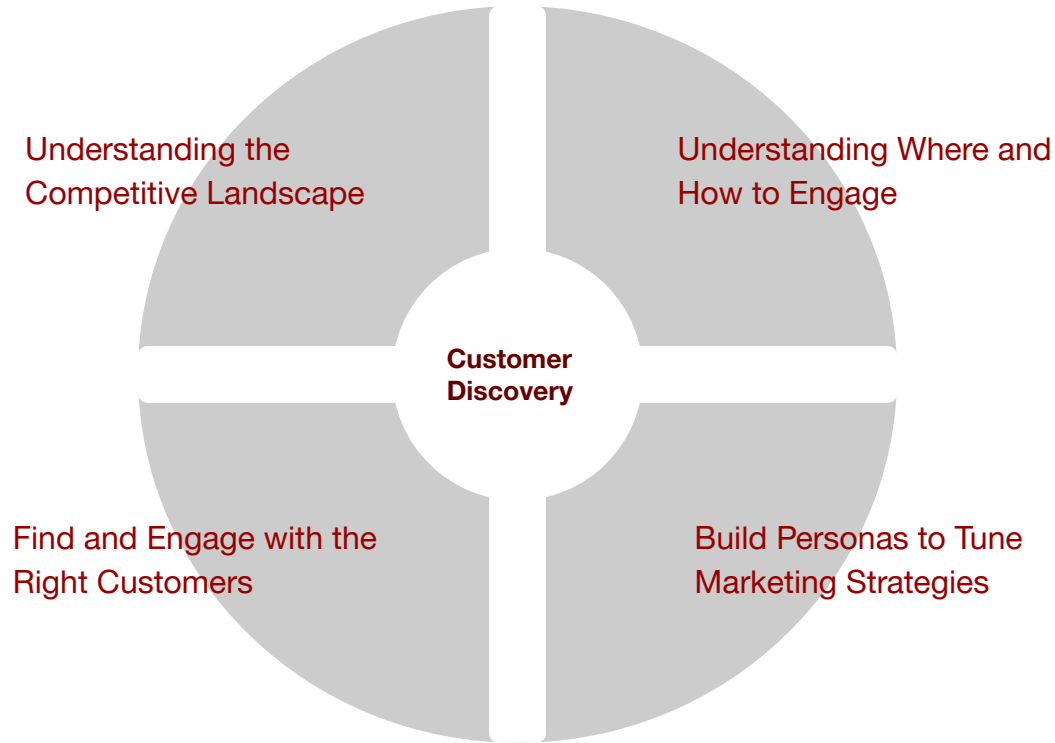 Understanding the
Competitive Landscape
Understanding Where and
How to Engage
Customer
Discovery
Find and Engage with the
Right Customers
Build Personas to Tune
Marketing Strategies